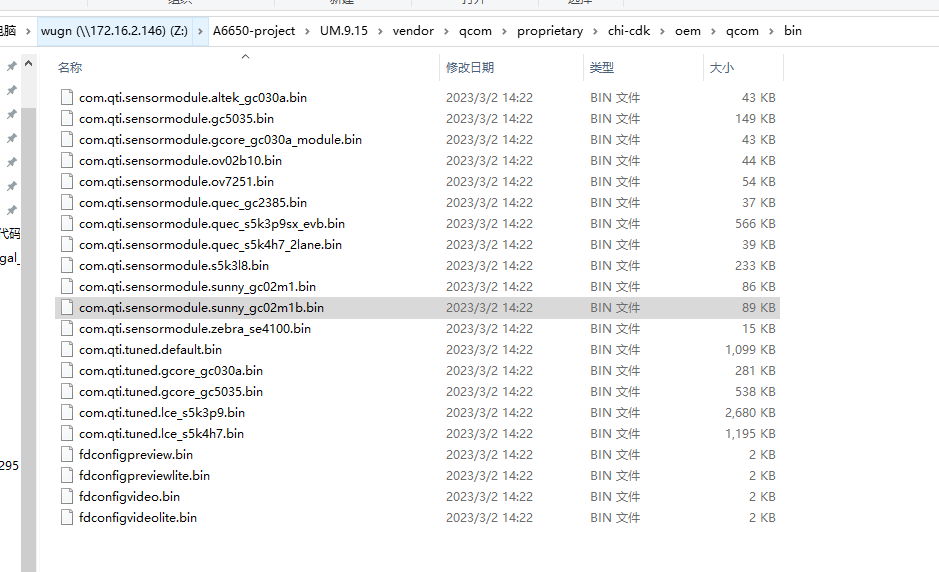 电脑 › wugn (\\172.16.2.146) (Z:) › A6650-project › UM.9.15 › vendor › qcom › proprietary › chi-cdk › oem › qcom › bin
名称 修改日期 类型 大小
com.qti.sensormodule.altek_gc030a.bin 2023/3/2 14:22 BIN 文件 43 KB
com.qti.sensormodule.gc5035.bin 2023/3/2 14:22 BIN 文件 149 KB
com.qti.sensormodule.gcore_gc030a_module.bin 2023/3/2 14:22 BIN 文件 43 KB
com.qti.sensormodule.ov02b10.bin 2023/3/2 14:22 BIN 文件 44 KB
com.qti.sensormodule.ov7251.bin 2023/3/2 14:22 BIN 文件 54 KB
com.qti.sensormodule.quec_gc2385.bin 2023/3/2 14:22 BIN 文件 37 KB
com.qti.sensormodule.quec_s5k3p9sx_evb.bin 2023/3/2 14:22 BIN 文件 566 KB
代码
com.qti.sensormodule.quec_s5k4h7_2lane.bin 2023/3/2 14:22 BIN 文件 39 KB
gal_
com.qti.sensormodule.s5k3l8.bin 2023/3/2 14:22 BIN 文件 233 KB
com.qti.sensormodule.sunny_gc02m1.bin 2023/3/2 14:22 BIN 文件 86 KB
com.qti.sensormodule.sunny_gc02m1b.bin 2023/3/2 14:22 BIN 文件 89 KB
com.qti.sensormodule.zebra_se4100.bin 2023/3/2 14:22 BIN 文件 15 KB
com.qti.tuned.default.bin 2023/3/2 14:22 BIN 文件 1,099 KB
com.qti.tuned.gcore_gc030a.bin 2023/3/2 14:22 BIN 文件 281 KB
com.qti.tuned.gcore_gc5035.bin 2023/3/2 14:22 BIN 文件 538 KB
com.qti.tuned.lce_s5k3p9.bin 2023/3/2 14:22 BIN 文件 2,680 KB
com.qti.tuned.lce_s5k4h7.bin 2023/3/2 14:22 BIN 文件 1,195 KB
fdconfigpreview.bin 2023/3/2 14:22 BIN 文件 2 KB
295
fdconfigpreviewlite.bin 2023/3/2 14:22 BIN 文件 2 KB
fdconfigvideo.bin 2023/3/2 14:22 BIN 文件 2 KB
fdconfigvideolite.bin 2023/3/2 14:22 BIN 文件 2 KB